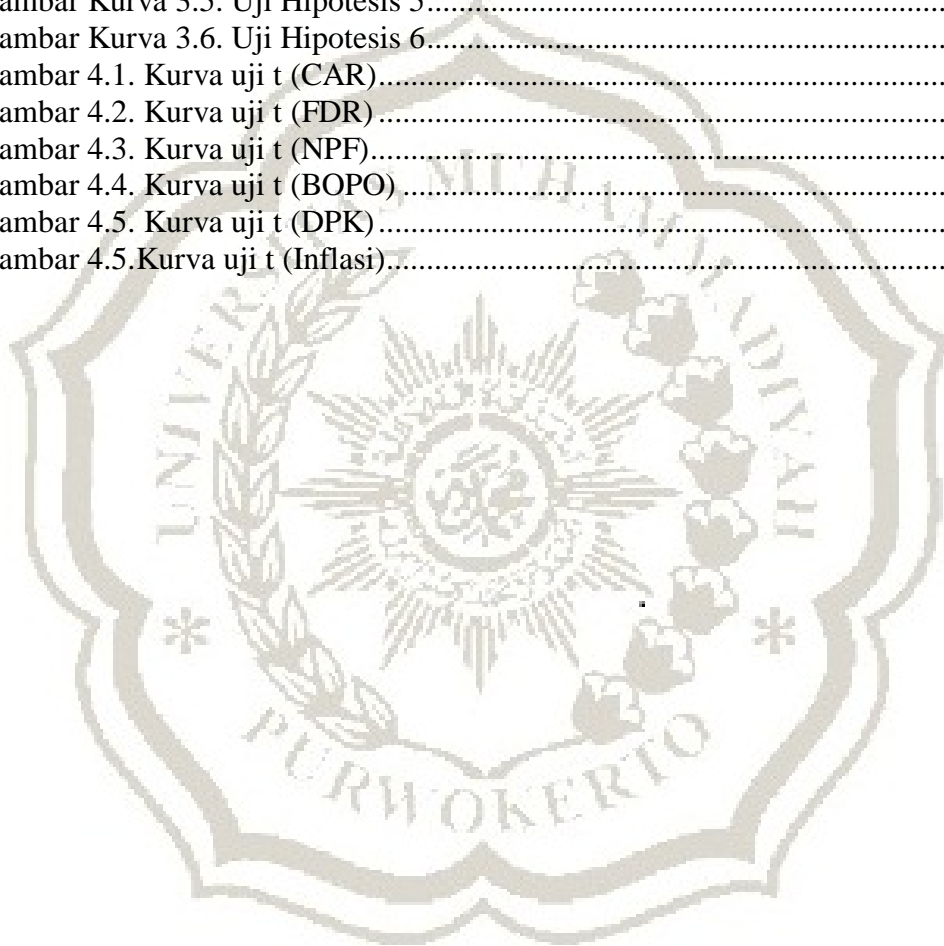 ambar Kurva 3.5. Uji Hipotesis 5..............................................................
ambar Kurva 3.6. Uji Hipotesis 6..............................................................
ambar 4.1. Kurva uji t (CAR)....................................................................
ambar 4.2. Kurva uji t (FDR)....................................................................
ambar 4.3. Kurva uji t (NPF).....................................................................
ambar 4.4. Kurva uji t (BOPO) .................................................................
ambar 4.5. Kurva uji t (DPK)....................................................................
ambar 4.5.Kurva uji t (Inflasi)...................................................................
UNIVERSITAS MUHAMMADIYAH
PURWOKERTO